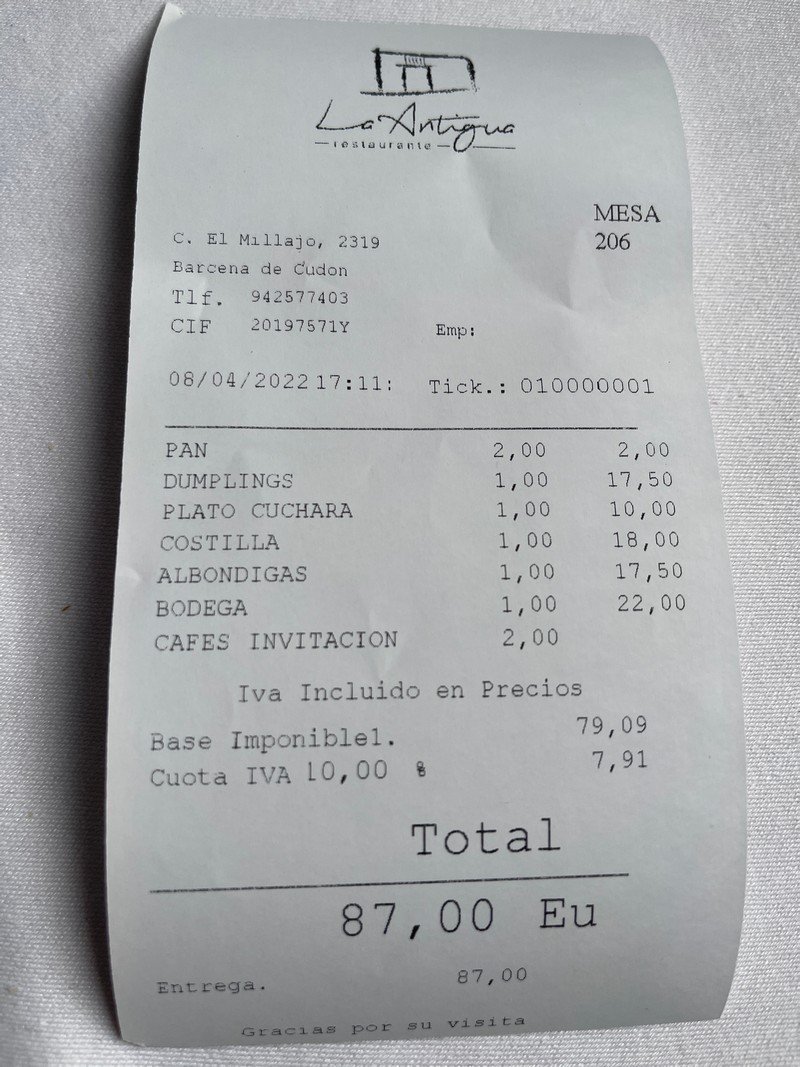 La Antigua
restaurante
MESA
206
C. El Millajo, 2319
Barcena de Cudon
Tlf. 942577403
CIF 20197571Y Emp:
08/04/2022 17:11: Tick.: 010000001
PAN 2,00 2,00
DUMPLINGS 1,00 17,50
PLATO CUCHARA 1,00 10,00
COSTILLA 1,00 18,00
ALBONDIGAS 1,00 17,50
BODEGA 1,00 22,00
CAFES INVITACION 2,00
Iva Incluido en Precios
Base Imponible1. 79,09
Cuota IVA 10,00 % 7,91
Total
87,00 Eu
Entrega. 87,00
Gracias por su visita